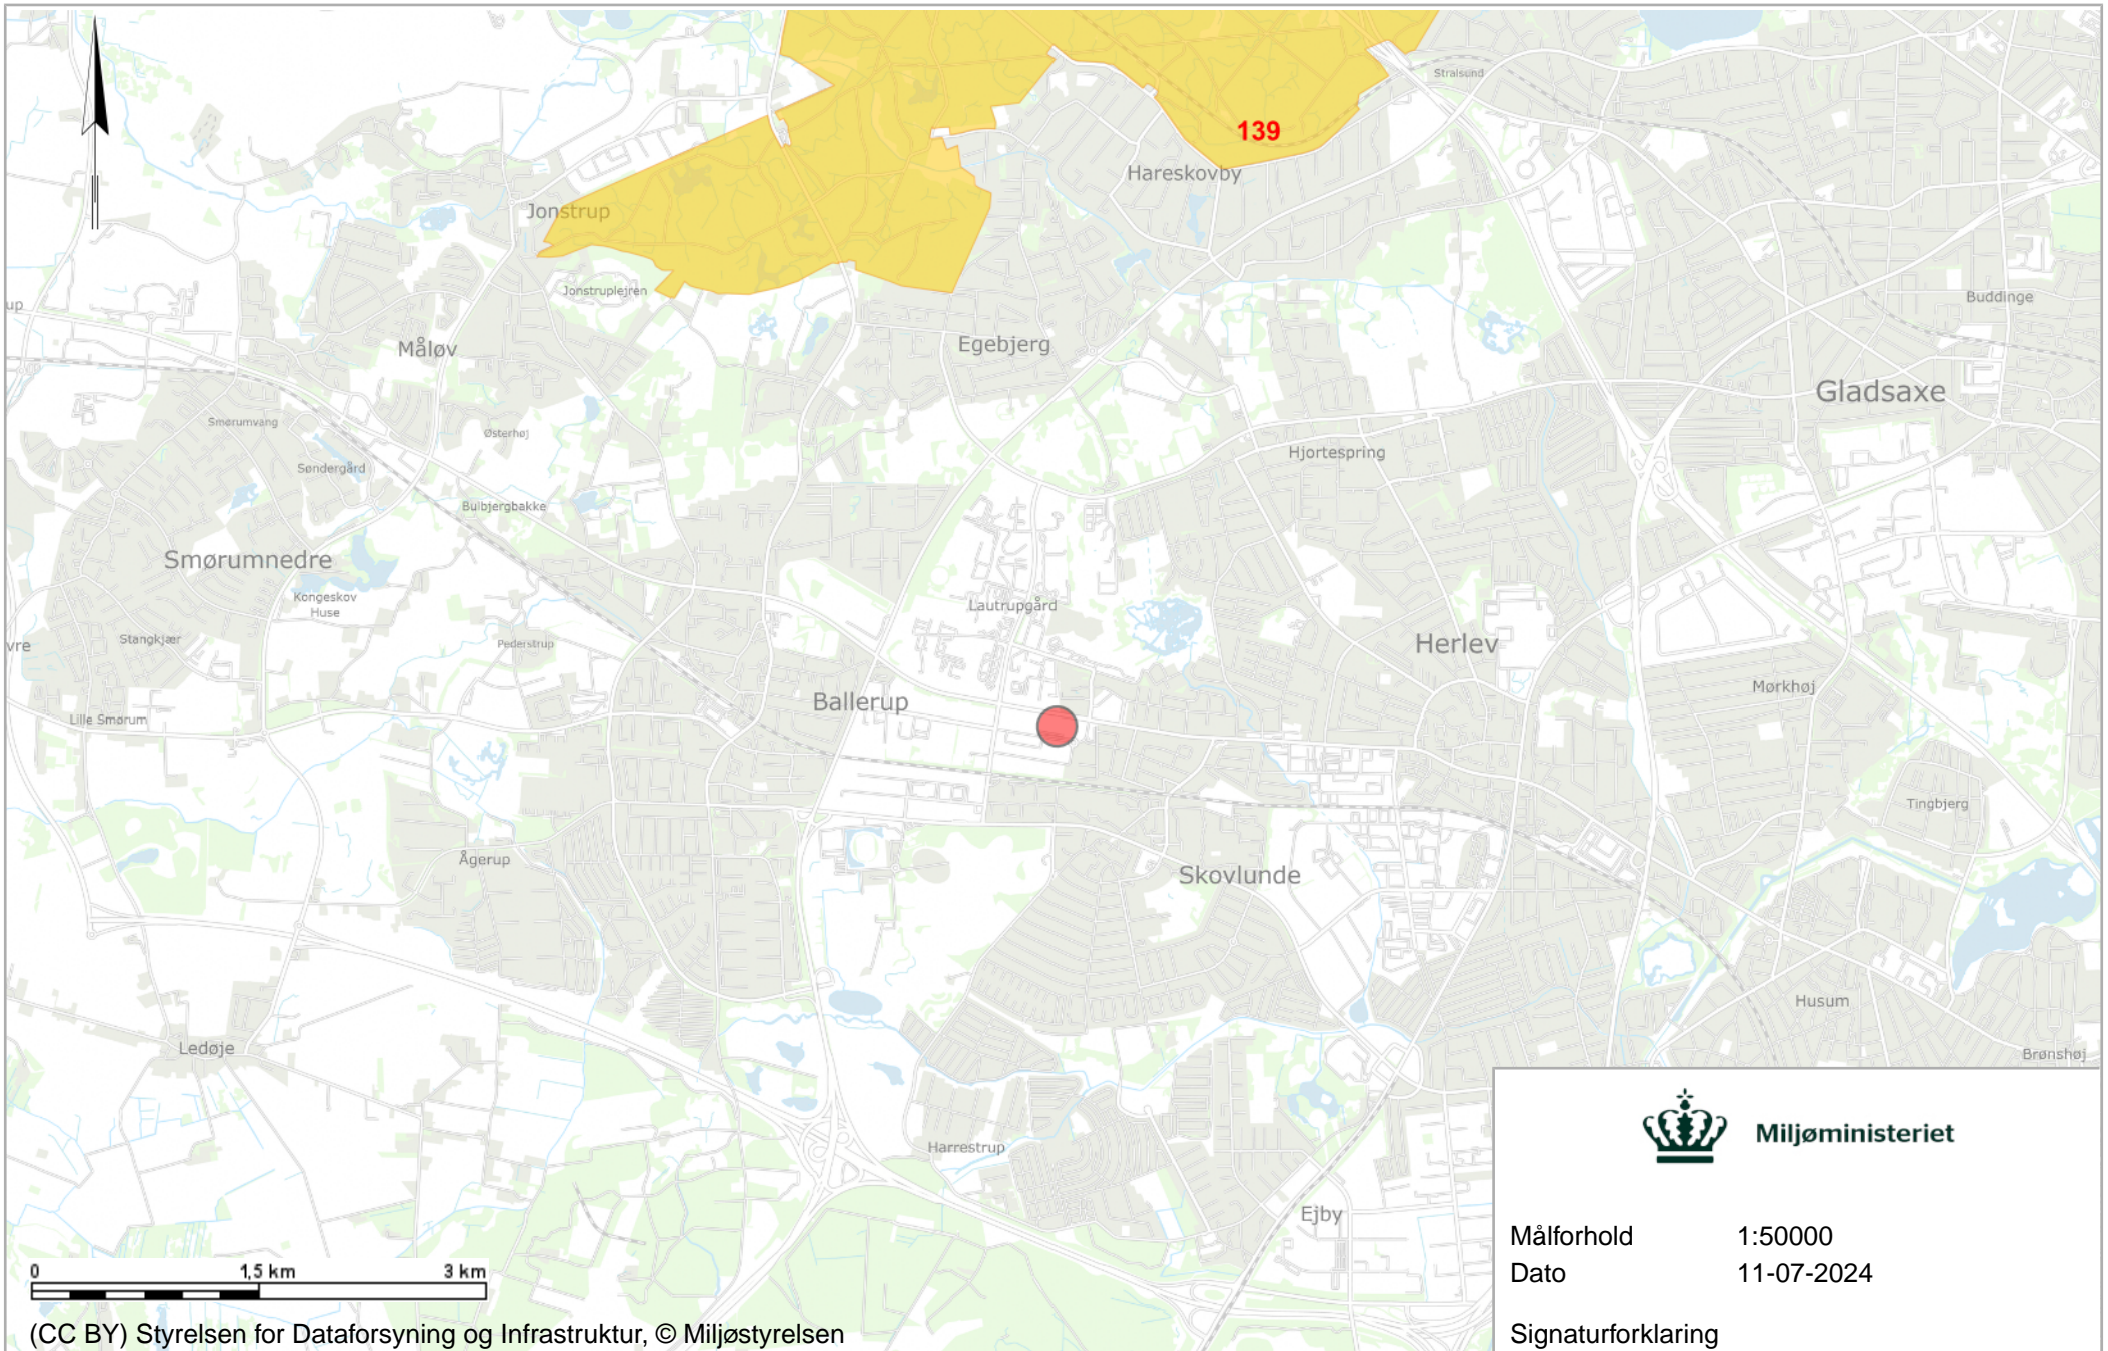 Stralsund
139
Hareskovby
Jonstrup
Jonstruplejren
Buddinge
up
Måløv
Egebjerg
Gladsaxe
Smørumvang
Østerhøj
Hjortespring
Søndergård
Bulbjergbakke
Smørumnedre
Kongeskov
Huse
Lautrupgård
Stangkjær
vre
Pederstrup
Herlev
Mørkhøj
Ballerup
Lille Smørum
Tingbjerg
Ågerup
Skovlunde
Husum
Ledøje
Brønshøj
Harrestrup
Ejby
Miljøministeriet
Målforhold 1:50000
Dato 11-07-2024
Signaturforklaring
0 1,5 km 3 km
(CC BY) Styrelsen for Dataforsyning og Infrastruktur, © Miljøstyrelsen